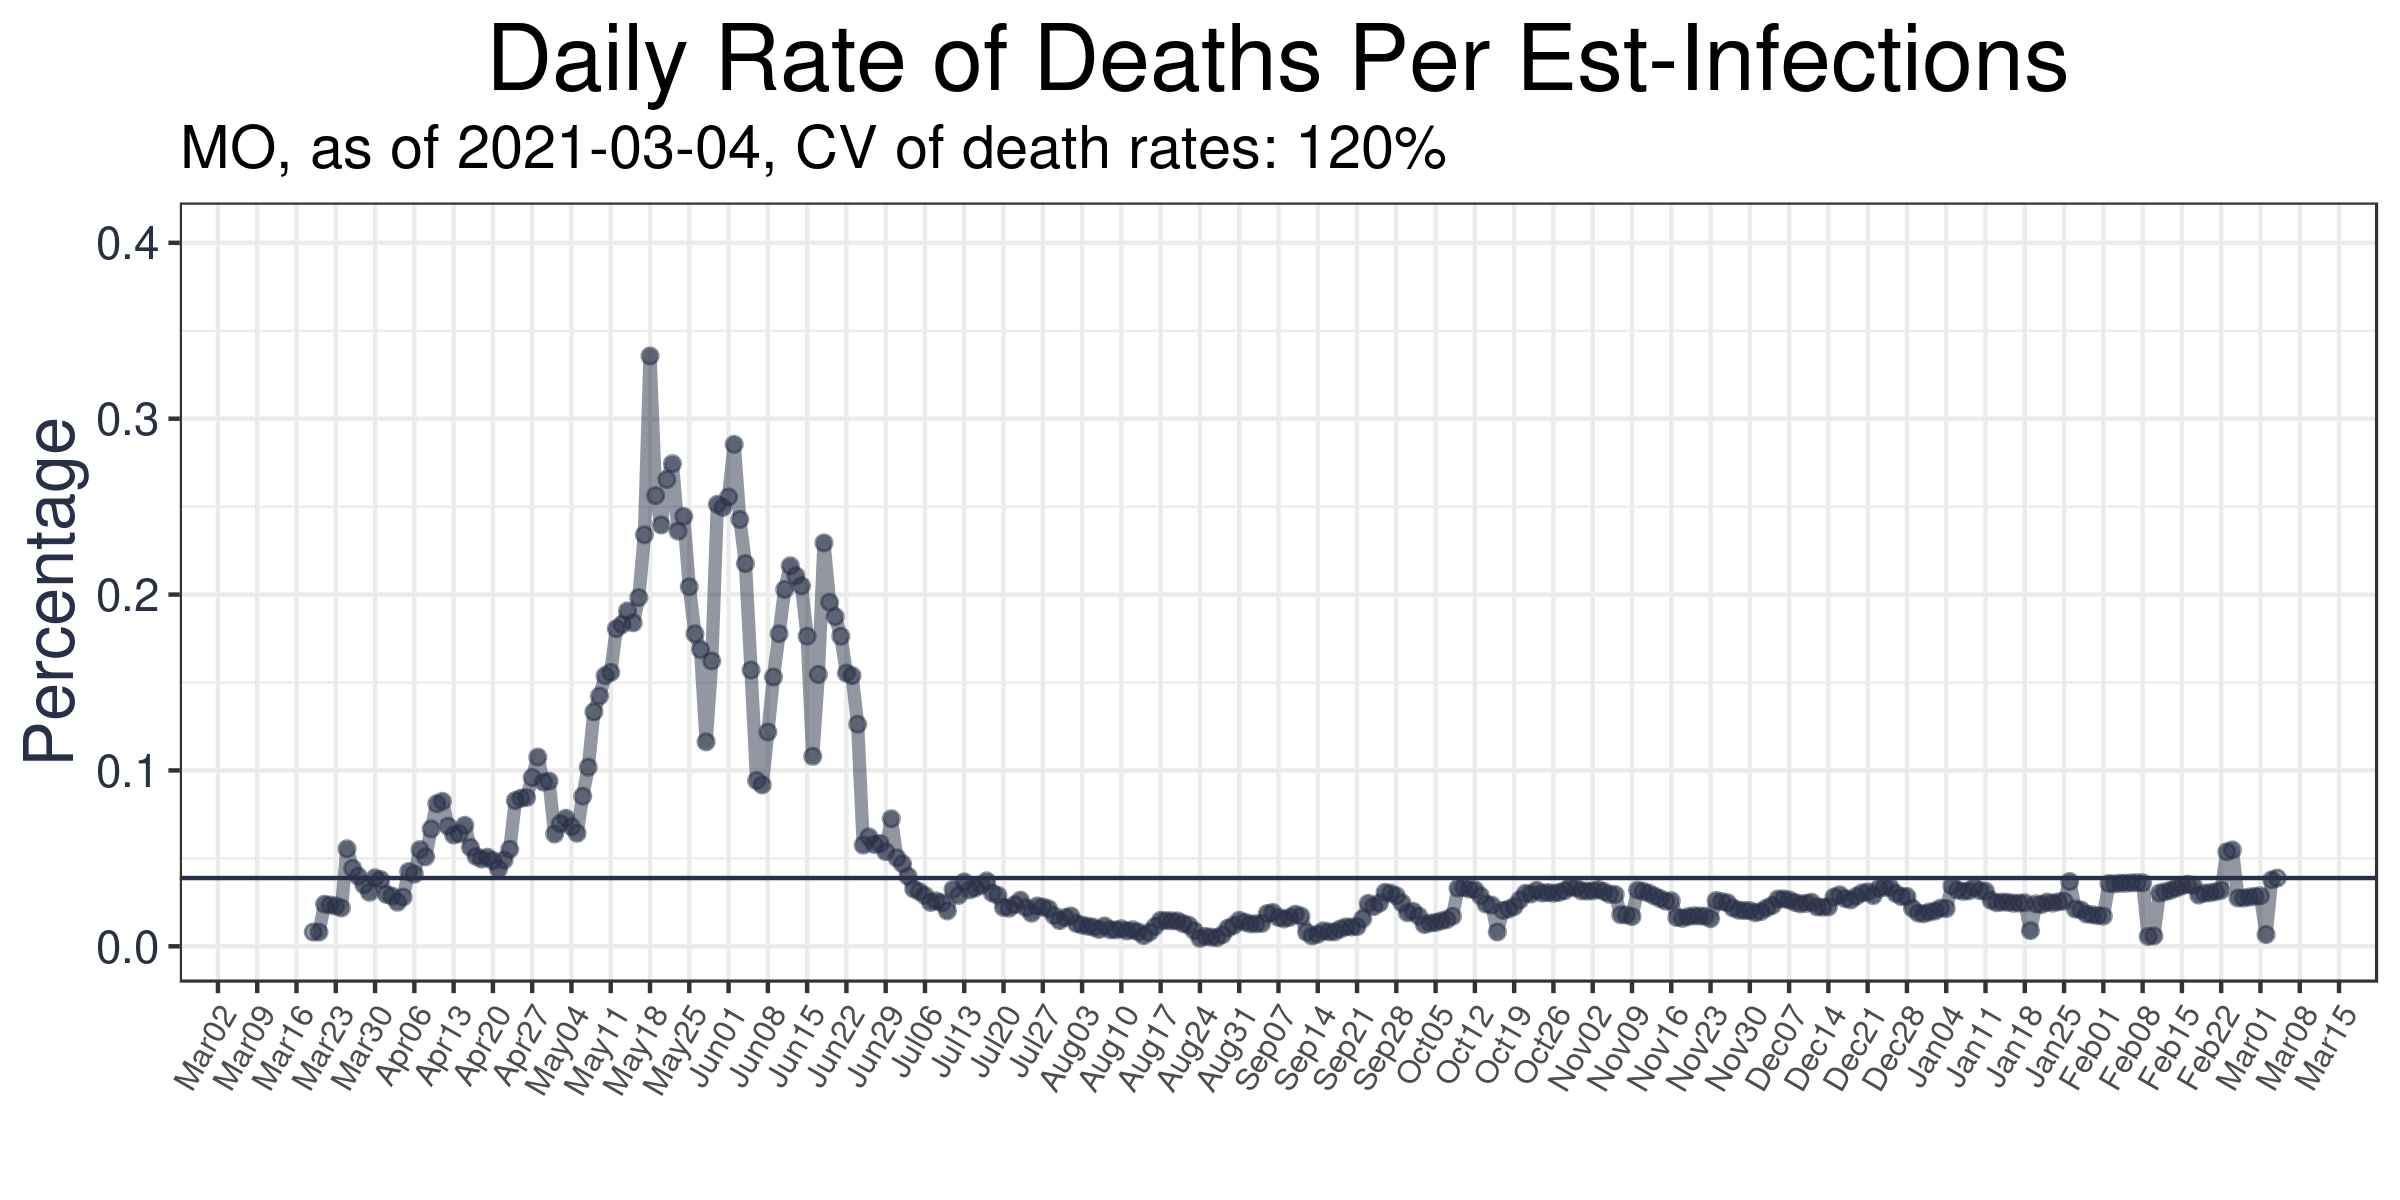 Daily Rate of Deaths Per Est-Infections
MO, as of 2021-03-04, CV of death rates: 120%
Percentage
0.4
0.3
0.2
0.1
0.0
Mar02 Mar09 Mar16 Mar23 Mar30 Apr06 Apr13 Apr20 Apr27 May04 May11 May18 May25 Jun01 Jun08 Jun15 Jun22 Jun29 Jul06 Jul13 Jul20 Jul27 Aug03 Aug10 Aug17 Aug24 Aug31 Sep07 Sep14 Sep21 Sep28 Oct05 Oct12 Oct19 Oct26 Nov02 Nov09 Nov16 Nov23 Nov30 Dec07 Dec14 Dec21 Dec28 Jan04 Jan11 Jan18 Jan25 Feb01 Feb08 Feb15 Feb22 Mar01 Mar08 Mar15